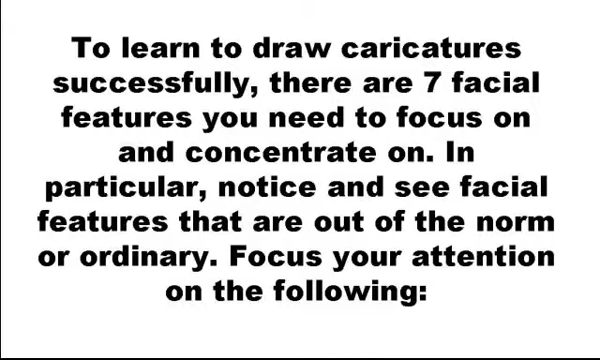 To learn to draw caricatures
successfully, there are 7 facial
features you need to focus on
and concentrate on. In
particular, notice and see facial
features that are out of the norm
or ordinary. Focus your attention
on the following: